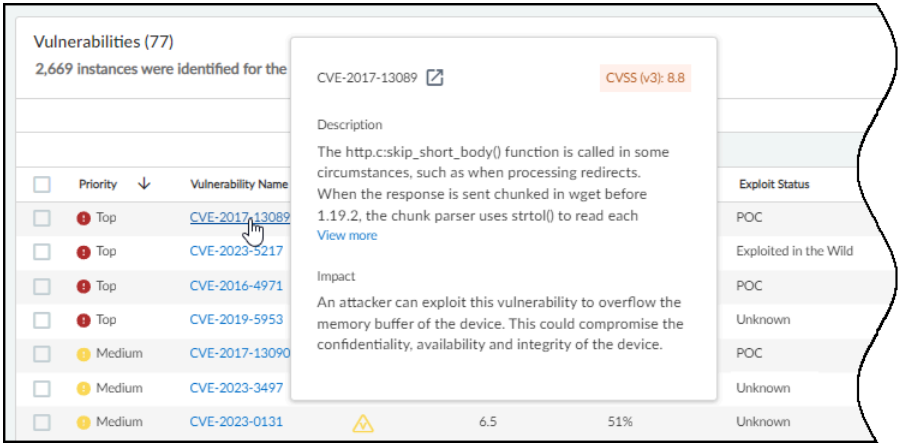 Vulnerabilities (77)
2,669 instances were identified for the
CVE-2017-13089
CVSS (v3): 8.8
Description
The http.c:skip_short_body() function is called in some
circumstances, such as when processing redirects.
When the response is sent chunked in wget before
1.19.2, the chunk parser uses strtol() to read each
View more
Impact
An attacker can exploit this vulnerability to overflow the
memory buffer of the device. This could compromise the
confidentiality, availability and integrity of the device.
Priority Vulnerability Name Exploit Status
Top CVE-2017-13089 POC
Top CVE-2023-5217 Exploited in the Wild
Top CVE-2016-4971 POC
Top CVE-2019-5953 Unknown
Medium CVE-2017-13090 POC
Medium CVE-2023-3497 Unknown
Medium CVE-2023-0131 6.5 51% Unknown